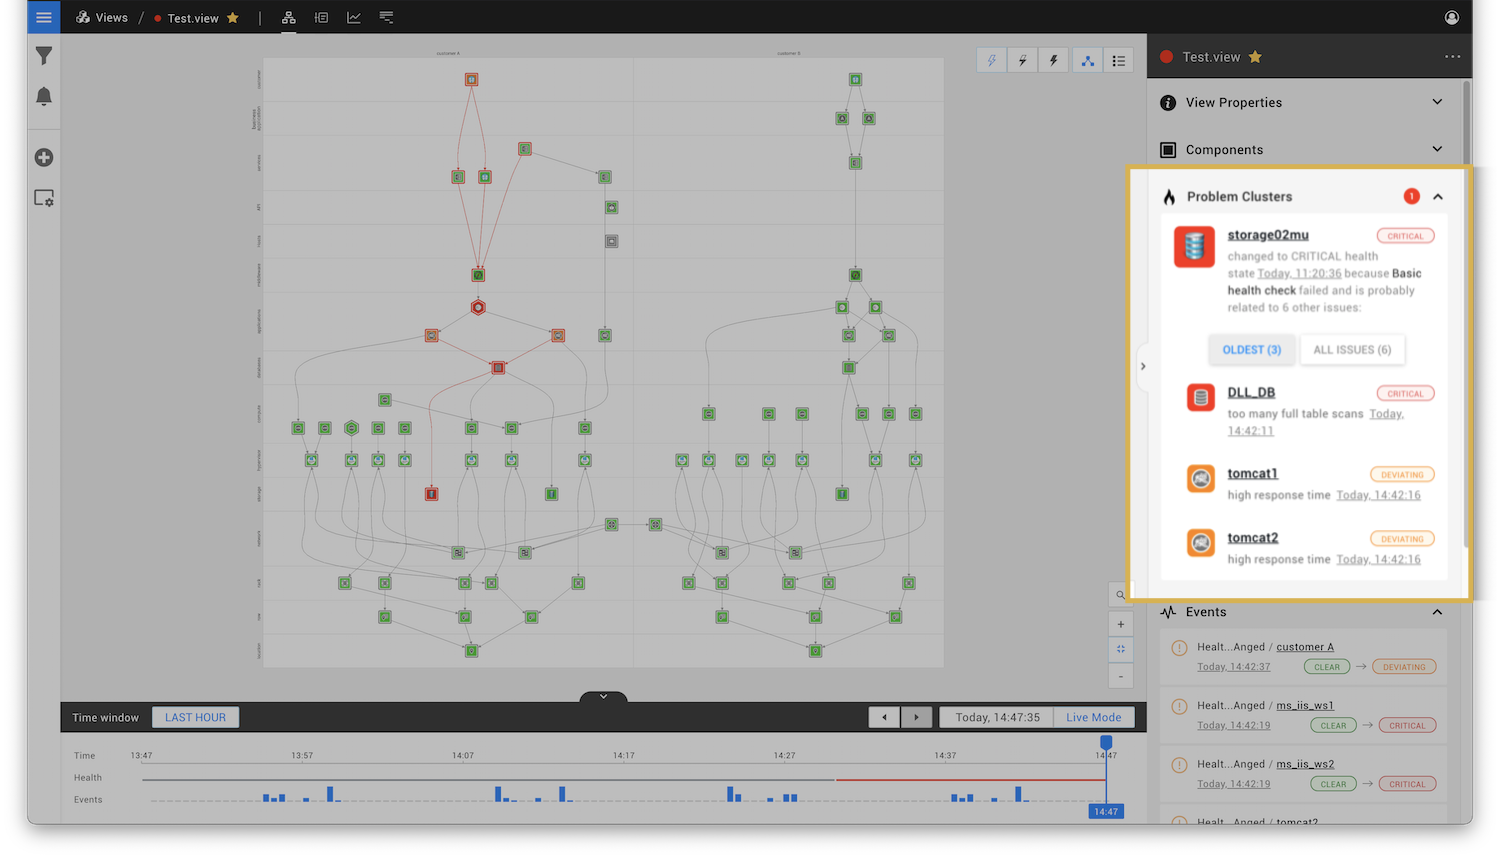 Views / Test.view
customer A
customer B
Test.view
View Properties
Components
Problem Clusters 1
storage02mu CRITICAL
changed to CRITICAL health
state Today, 11:20:36 because Basic
health check failed and is probably
related to 6 other issues:
OLDEST (3) ALL ISSUES (6)
DLL_DB CRITICAL
too many full table scans Today,
14:42:11
tomcat1 DEVIATING
high response time Today, 14:42:16
tomcat2 DEVIATING
high response time Today, 14:42:16
Events
Healt...Anged / customer A
Today, 14:42:37 CLEAR → DEVIATING
Healt...Anged / ms_iis_ws1
Today, 14:42:19 CLEAR → CRITICAL
Healt...Anged / ms_iis_ws2
Today, 14:42:19 CLEAR → CRITICAL
Healt...Anged / tomcat2
+
-
Time window LAST HOUR Today, 14:47:35 Live Mode
Time 13:47 13:57 14:07 14:17 14:27 14:37 14:47
Health
Events
14:47